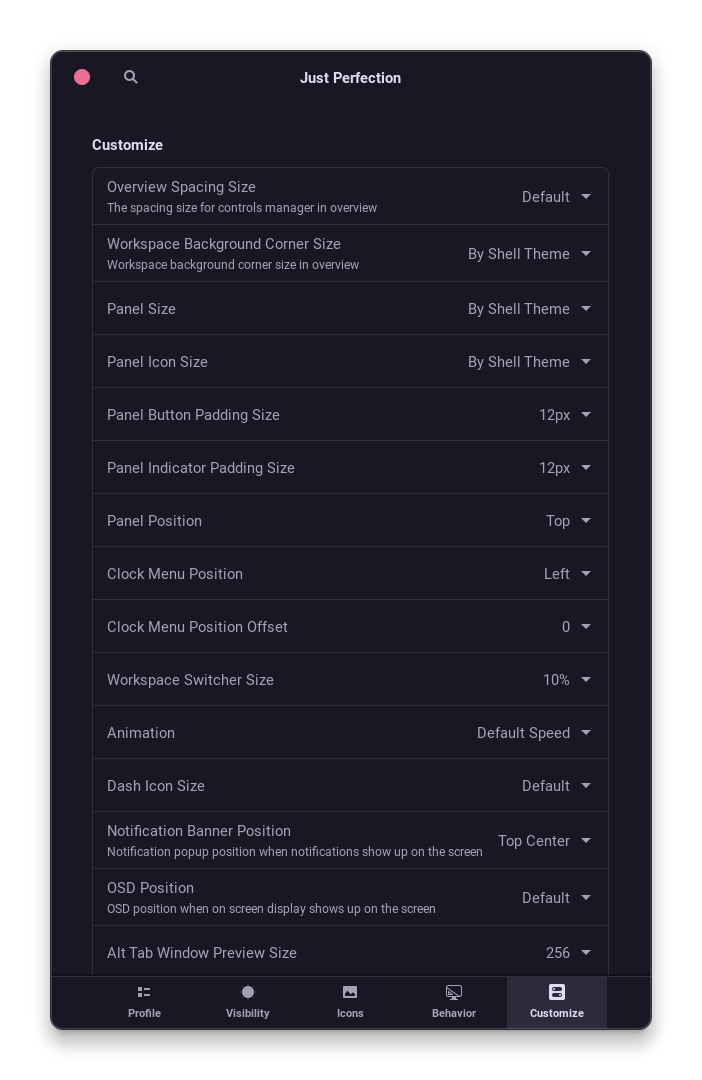 Just Perfection
Customize
Overview Spacing Size
Default
The spacing size for controls manager in overview
Workspace Background Corner Size
By Shell Theme
Workspace background corner size in overview
Panel Size
By Shell Theme
Panel Icon Size
By Shell Theme
Panel Button Padding Size
12px
Panel Indicator Padding Size
12px
Panel Position
Top
Clock Menu Position
Left
Clock Menu Position Offset
0
Workspace Switcher Size
10%
Animation
Default Speed
Dash Icon Size
Default
Notification Banner Position
Top Center
Notification popup position when notifications show up on the screen
OSD Position
Default
OSD position when on screen display shows up on the screen
Alt Tab Window Preview Size
256
Profile
Visibility
Icons
Behavior
Customize